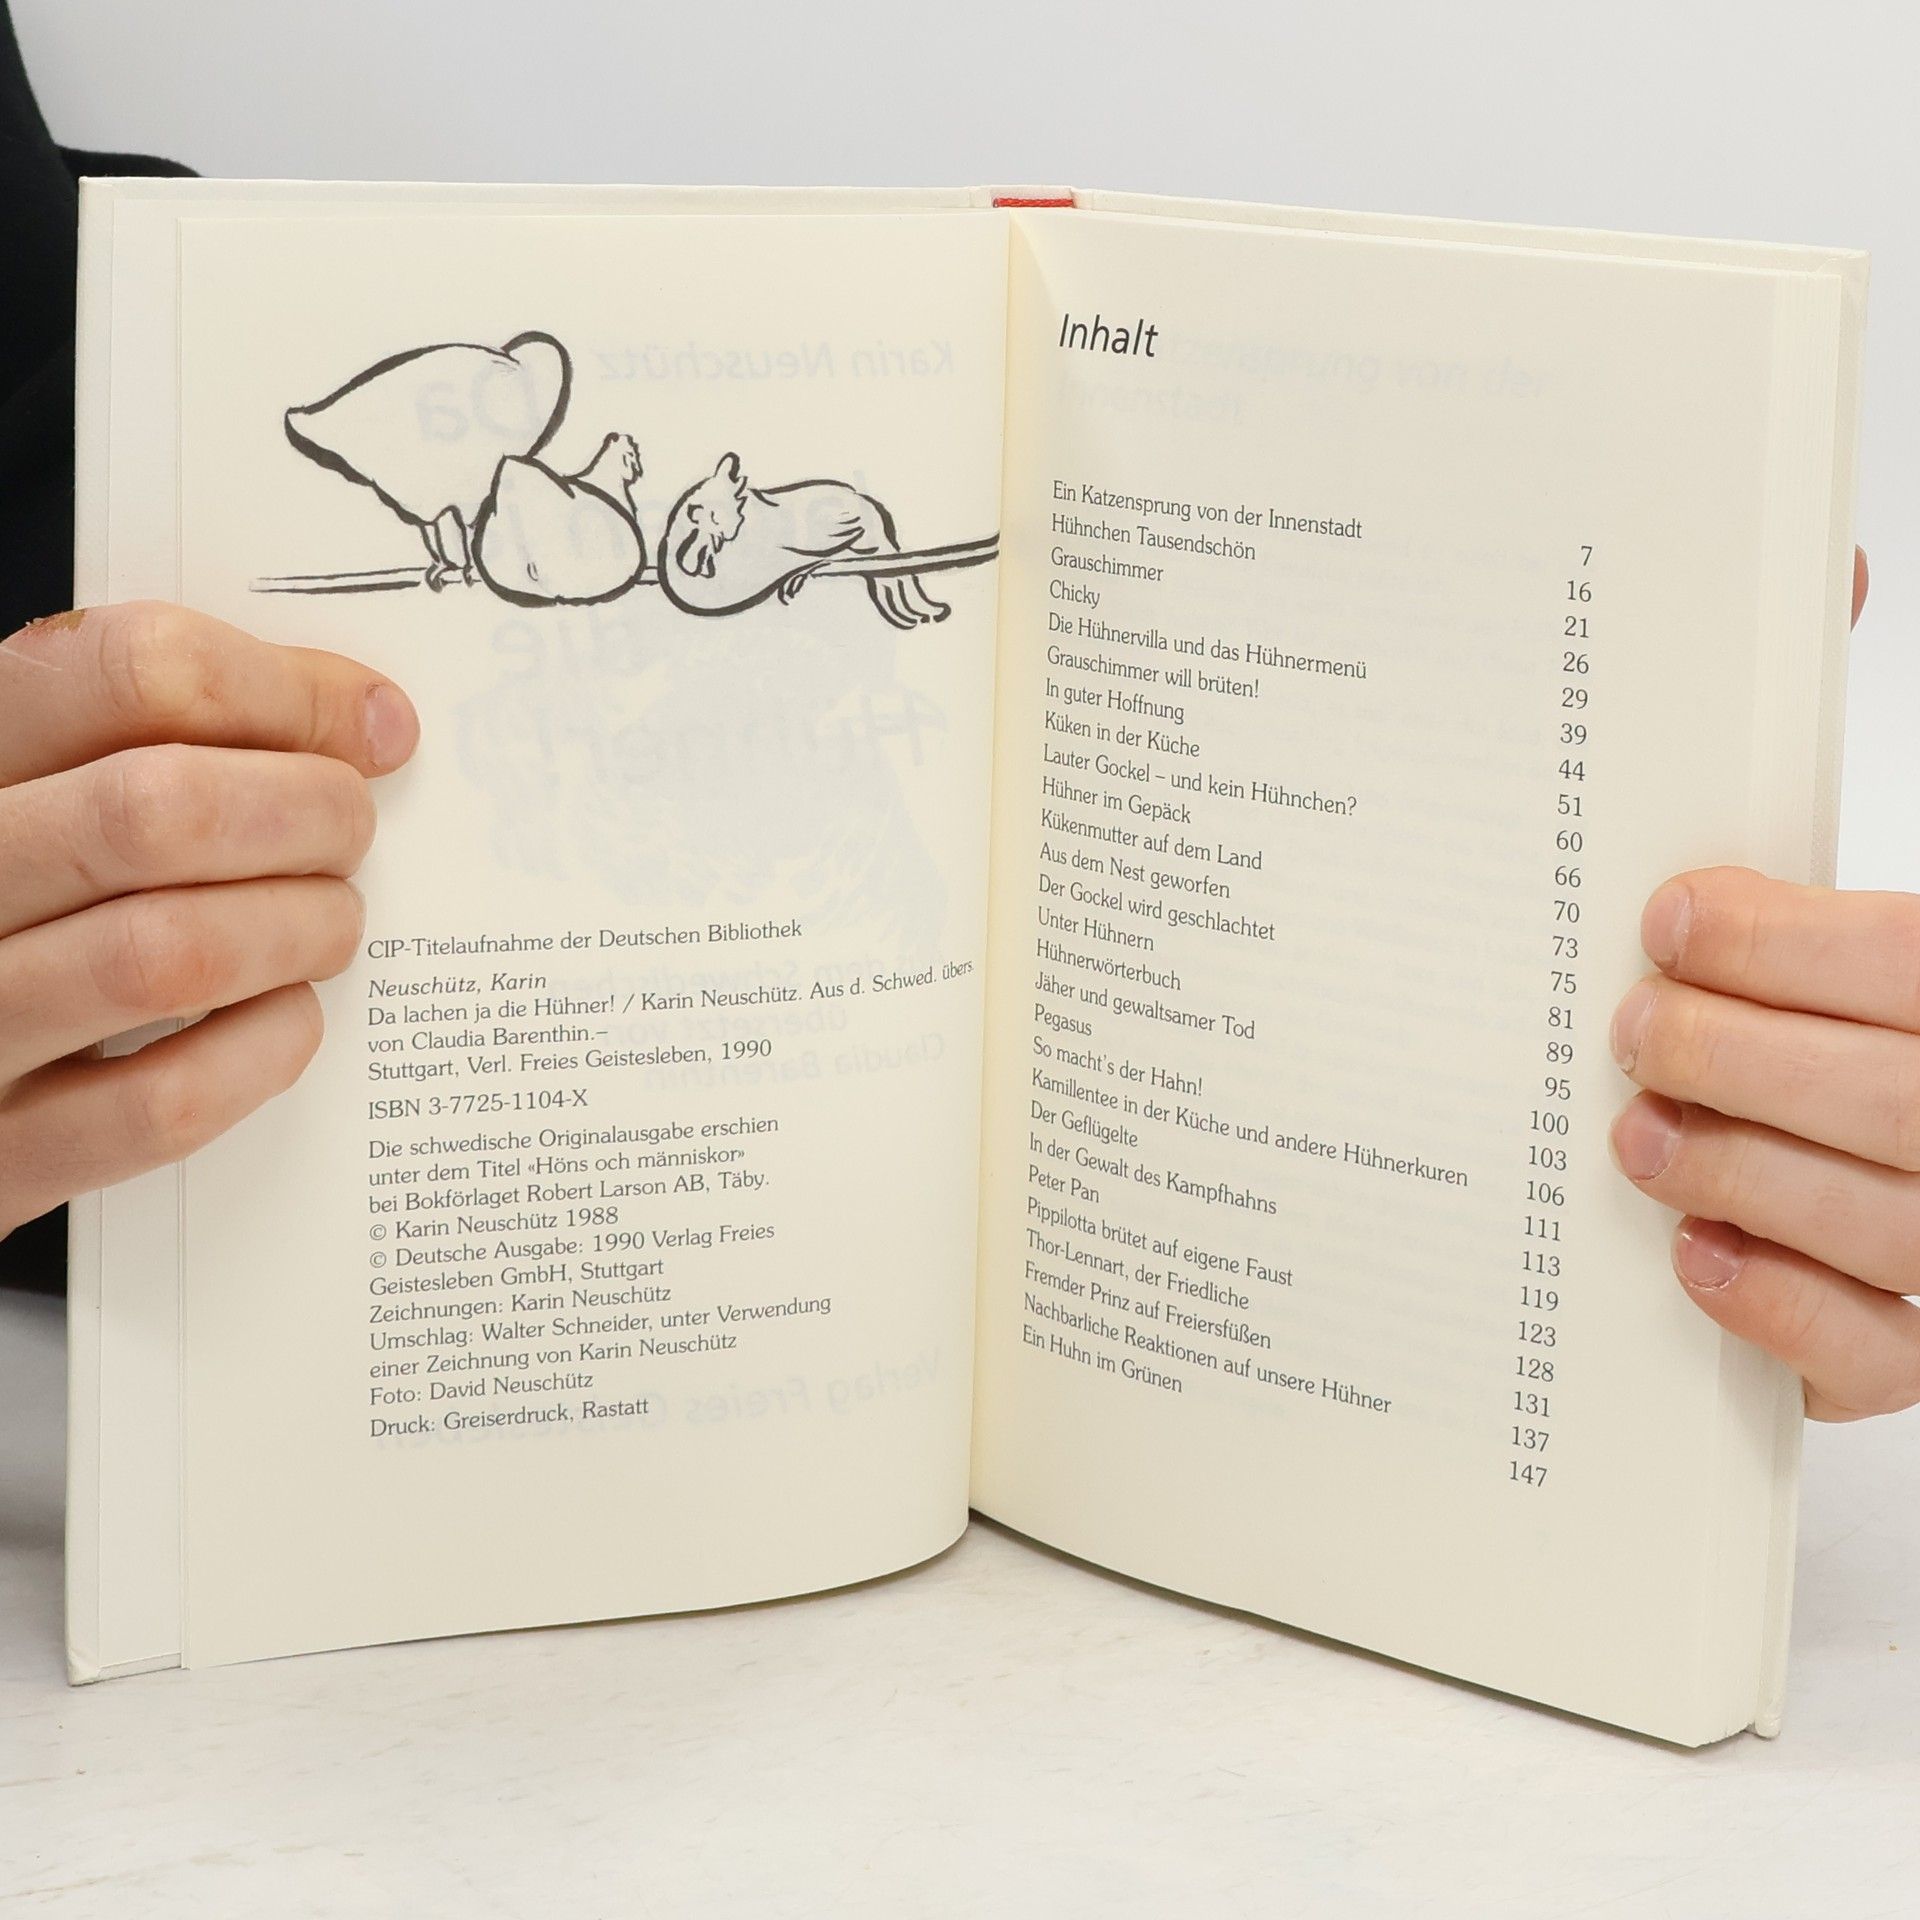 CIP-Titelaufnahme der Deutschen Bibliothek
Neuschütz, Karin
Da lachen ja die Hühner! / Karin Neuschütz. Aus d. Schwed. übers.
von Claudia Barenthin.–
Stuttgart, Verl. Freies Geistesleben, 1990
ISBN 3-7725-1104-X
Die schwedische Originalausgabe erschien
unter dem Titel «Höns och människor»
bei Bokförlaget Robert Larson AB, Täby.
© Karin Neuschütz 1988
© Deutsche Ausgabe: 1990 Verlag Freies
Geistesleben GmbH, Stuttgart
Zeichnungen: Karin Neuschütz
Umschlag: Walter Schneider, unter Verwendung
einer Zeichnung von Karin Neuschütz
Foto: David Neuschütz
Druck: Greiserdruck, Rastatt
Inhalt
Ein Katzensprung von der Innenstadt 7
Hühnchen Tausendschön 16
Grauschimmer 21
Chicky 26
Die Hühnervilla und das Hühnermenü 29
Grauschimmer will brüten! 39
In guter Hoffnung 44
Küken in der Küche 51
Lauter Gockel – und kein Hühnchen? 60
Hühner im Gepäck 66
Kükenmutter auf dem Land 70
Aus dem Nest geworfen 73
Der Gockel wird geschlachtet 75
Unter Hühnern 81
Hühnerwörterbuch 89
Jäher und gewaltsamer Tod 95
Pegasus 100
So macht's der Hahn! 103
Kamillentee in der Küche und andere Hühnerkuren 106
Der Geflügelte 111
In der Gewalt des Kampfhahns 113
Peter Pan 119
Pippilotta brütet auf eigene Faust 123
Thor-Lennart, der Friedliche 128
Fremder Prinz auf Freiersfüßen 131
Nachbarliche Reaktionen auf unsere Hühner 137
Ein Huhn im Grünen 147